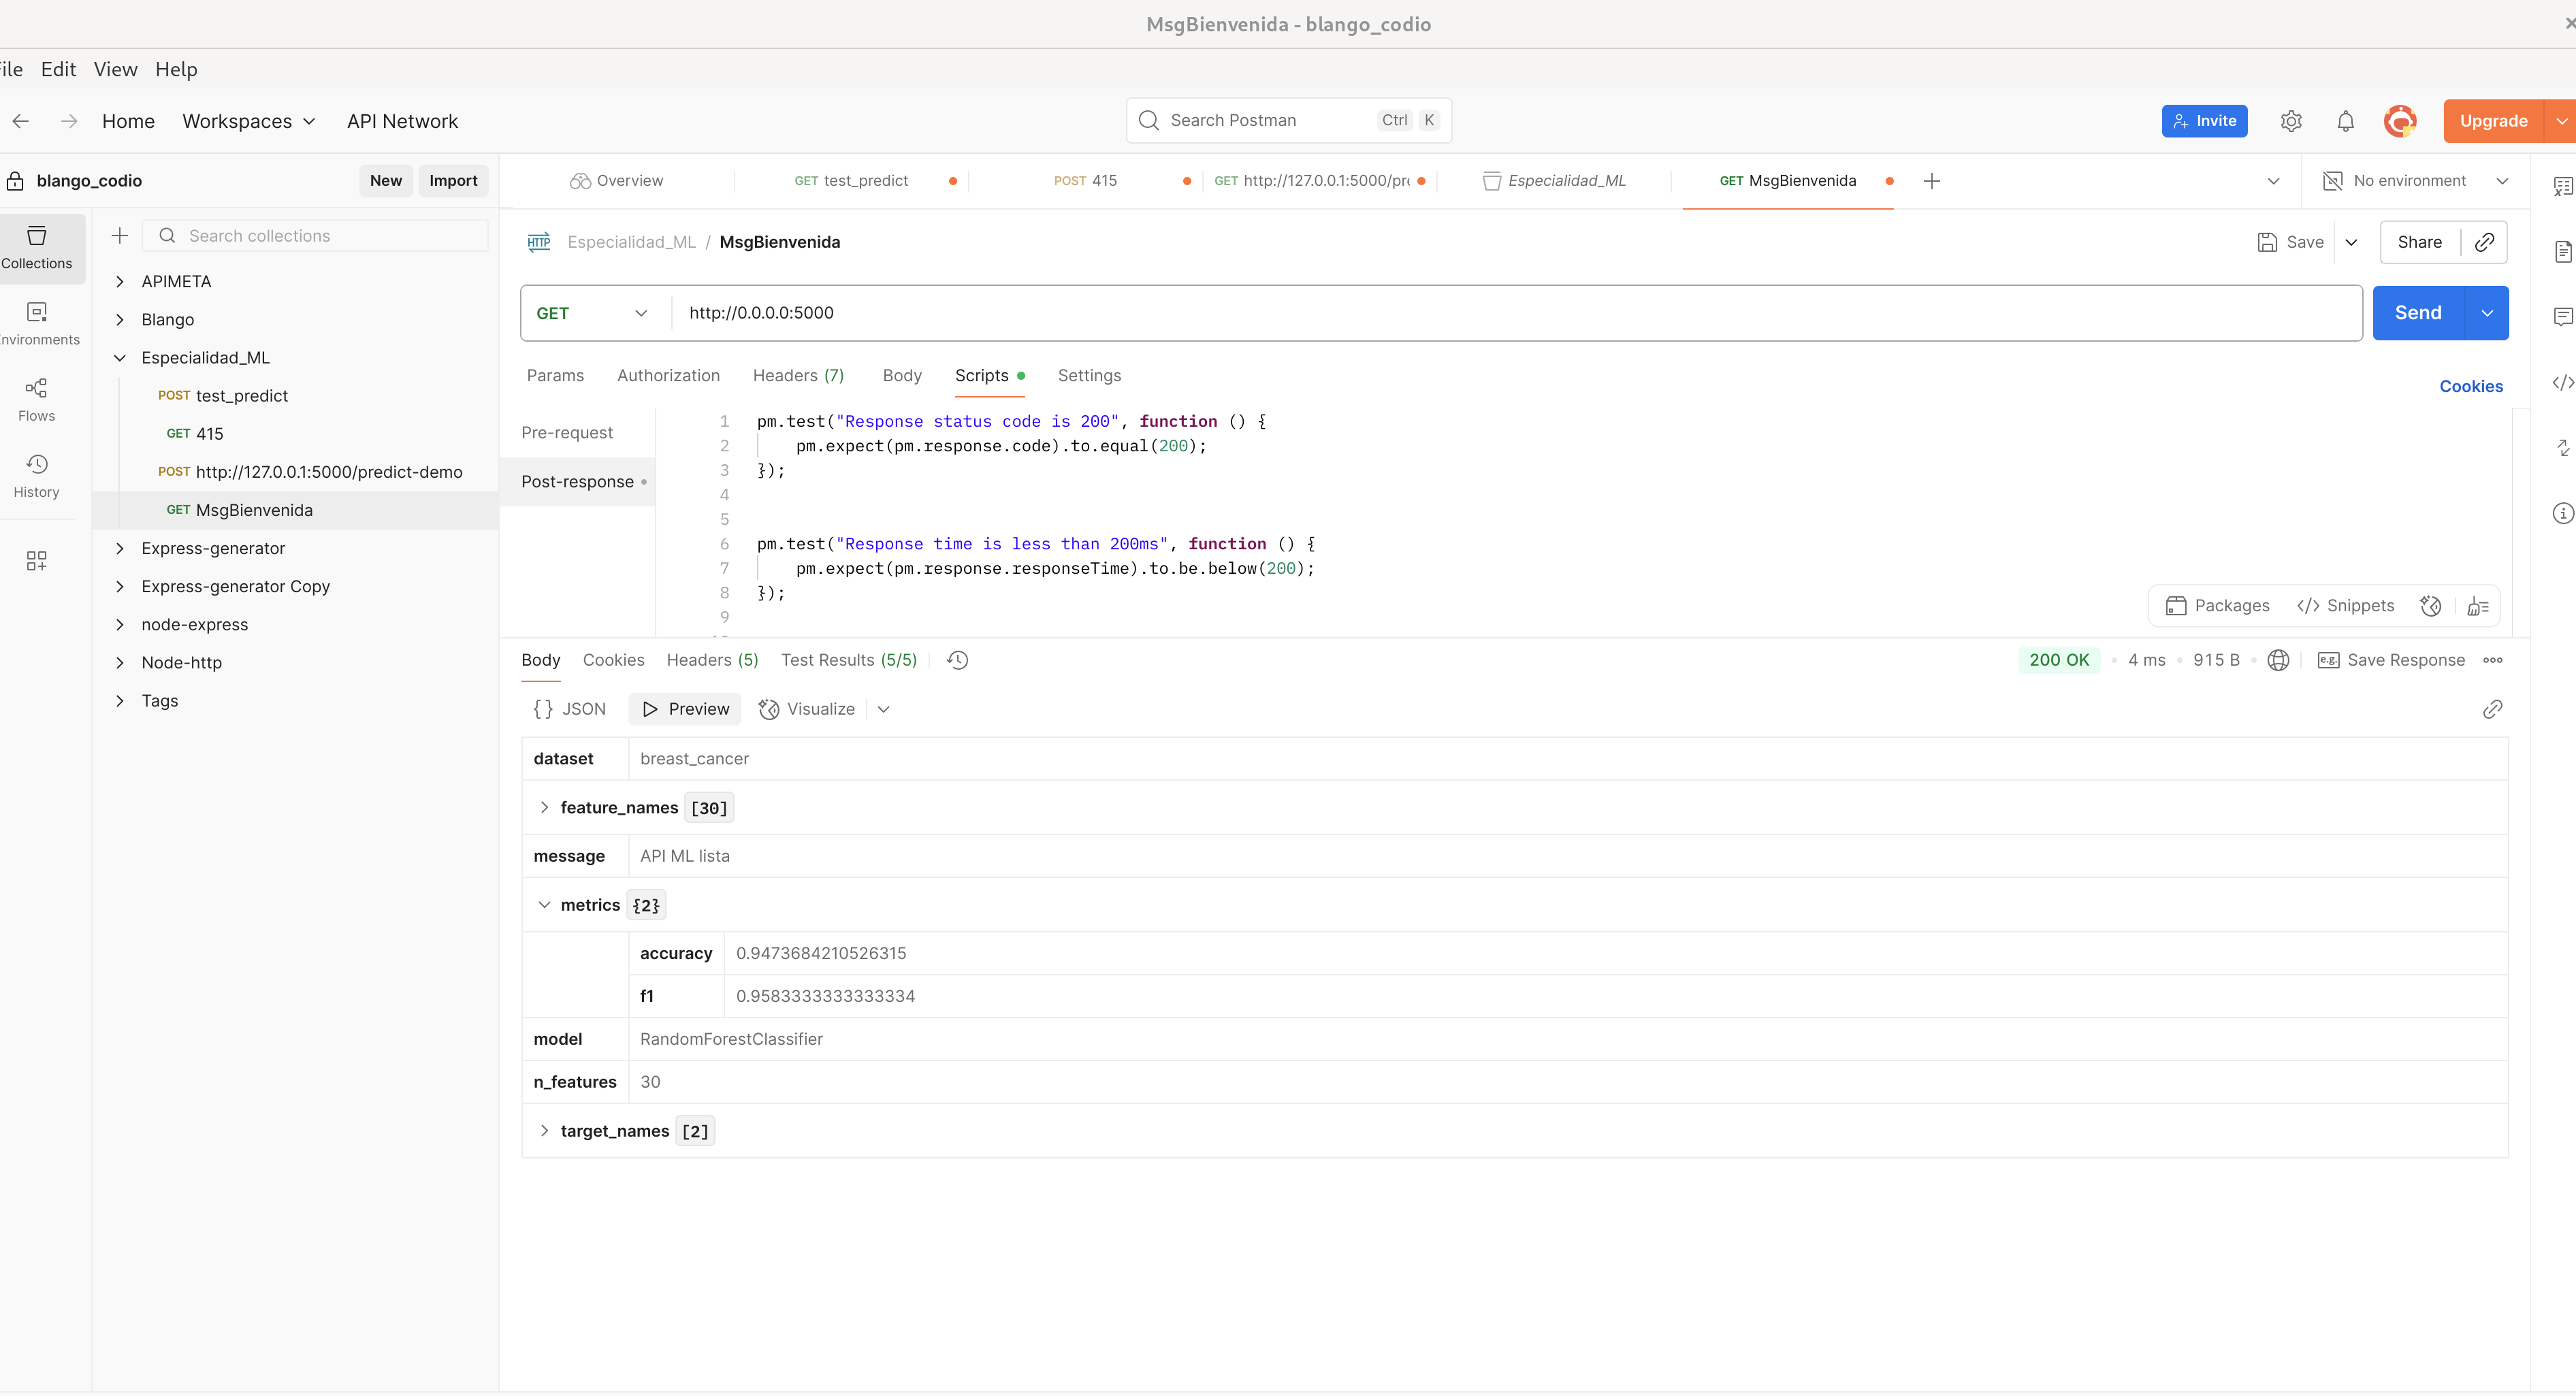 MsgBienvenida - blango_codio
File Edit View Help
Home Workspaces API Network
Search Postman Ctrl K
Invite
Upgrade
blango_codio
New Import
Overview
GET test_predict
POST 415
GET http://127.0.0.1:5000/pre
Especialidad_ML
GET MsgBienvenida
No environment
Collections
Environments
Flows
History
Search collections
APIMETA
Blango
Especialidad_ML
POST test_predict
GET 415
POST http://127.0.0.1:5000/predict-demo
GET MsgBienvenida
Express-generator
Express-generator Copy
node-express
Node-http
Tags
HTTP Especialidad_ML / MsgBienvenida
Save
Share
GET http://0.0.0.0:5000
Send
Params Authorization Headers (7) Body Scripts Settings
Cookies
Pre-request
Post-response
1 pm.test("Response status code is 200", function () {
2 pm.expect(pm.response.code).to.equal(200);
3 });
4
5
6 pm.test("Response time is less than 200ms", function () {
7 pm.expect(pm.response.responseTime).to.be.below(200);
8 });
9
Packages </> Snippets
Body Cookies Headers (5) Test Results (5/5)
200 OK • 4 ms • 915 B
e.g. Save Response
{} JSON Preview Visualize
dataset breast_cancer
feature_names [30]
message API ML lista
metrics {2}
accuracy 0.9473684210526315
f1 0.9583333333333334
model RandomForestClassifier
n_features 30
target_names [2]